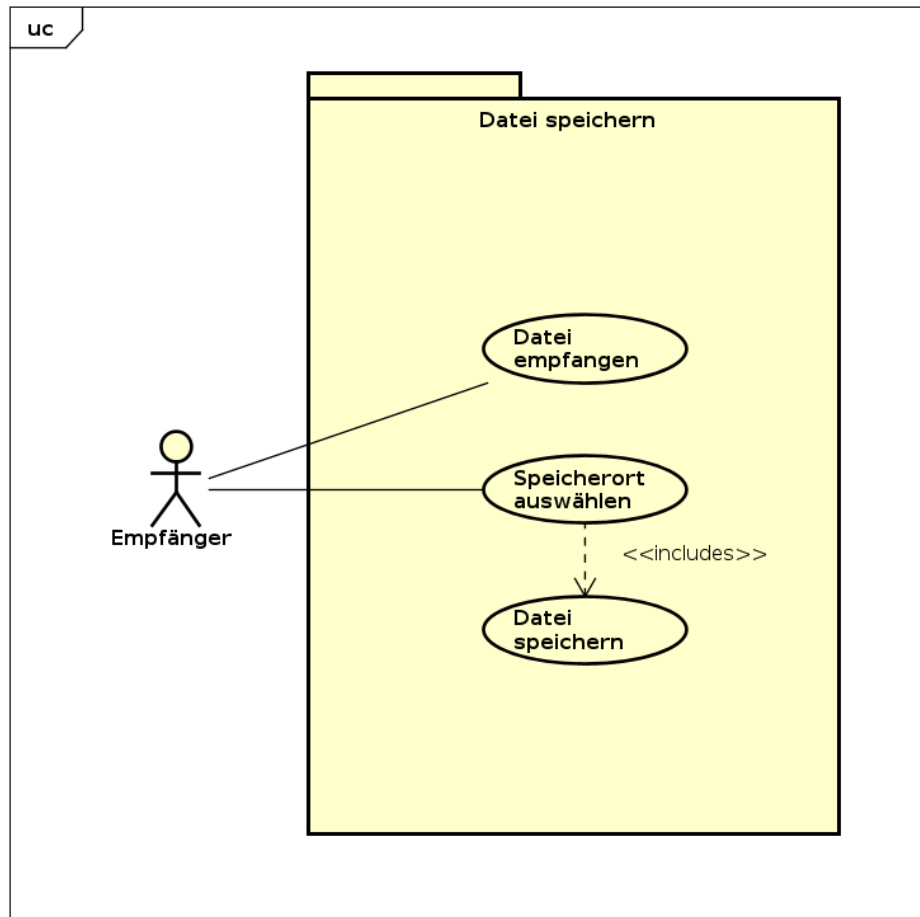 uc
Datei speichern
Datei
empfangen
Speicherort
auswählen
Empfänger
<<includes>>
Datei
speichern